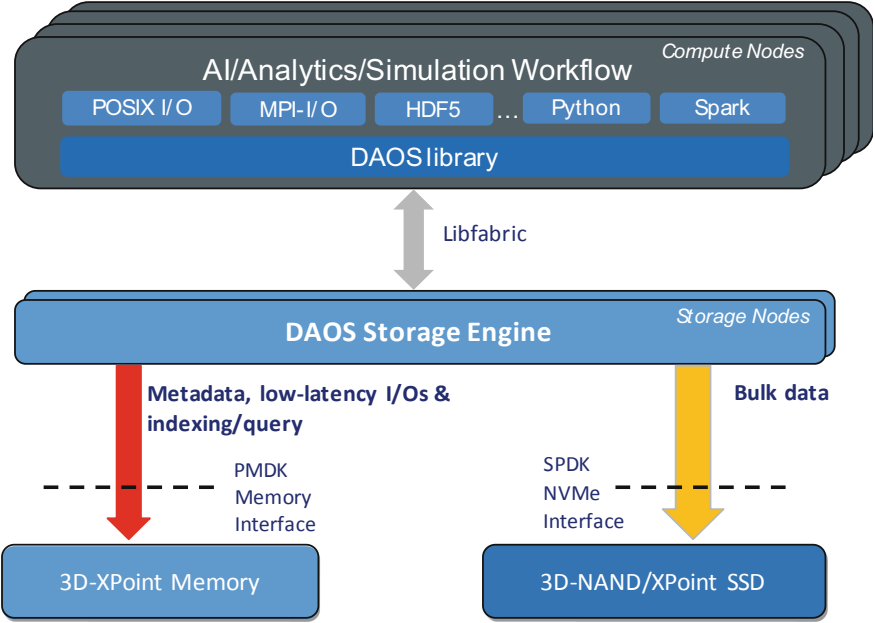 Compute Nodes
AI/Analytics/Simulation Workflow
POSIX I/O MPI-I/O HDF5 ... Python Spark
DAOS library
Libfabric
Storage Nodes
DAOS Storage Engine
Metadata, low-latency I/Os &
indexing/query
Bulk data
PMDK
Memory
Interface
SPDK
NVMe
Interface
3D-XPoint Memory
3D-NAND/XPoint SSD